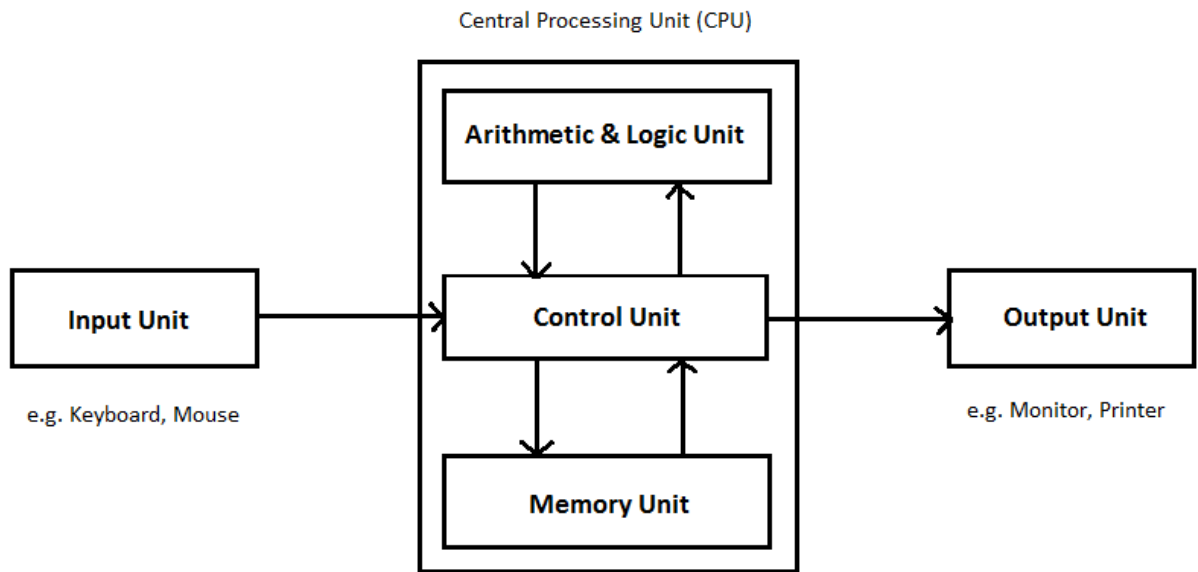 Central Processing Unit (CPU)
Arithmetic & Logic Unit
Input Unit
Control Unit
Output Unit
e.g. Keyboard, Mouse
e.g. Monitor, Printer
Memory Unit